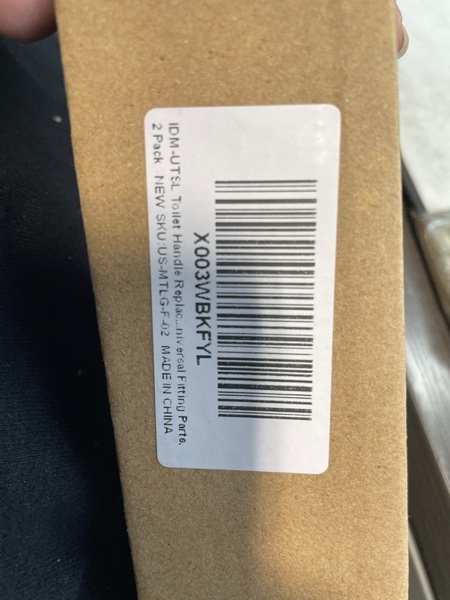 X003WBKFYL
IDM-UTSL Toilet Handle Replac...niversal Fitting Parts,
2 Pack NEW SKU:US-MTLG-F-02 MADE IN CHINA